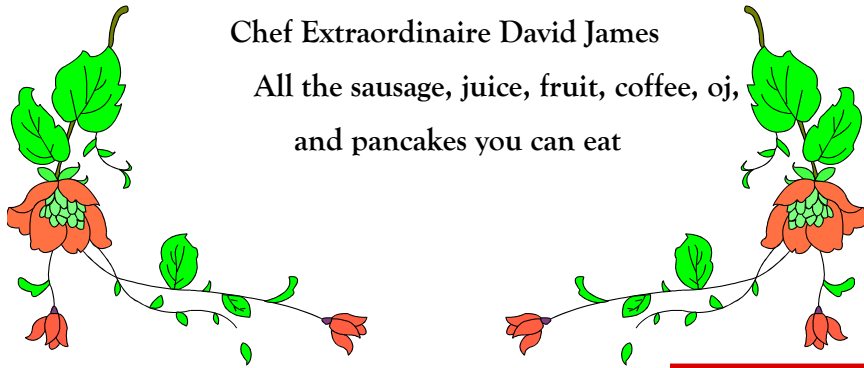 Chef Extraordinaire David James
All the sausage, juice, fruit, coffee, oj,
and pancakes you can eat